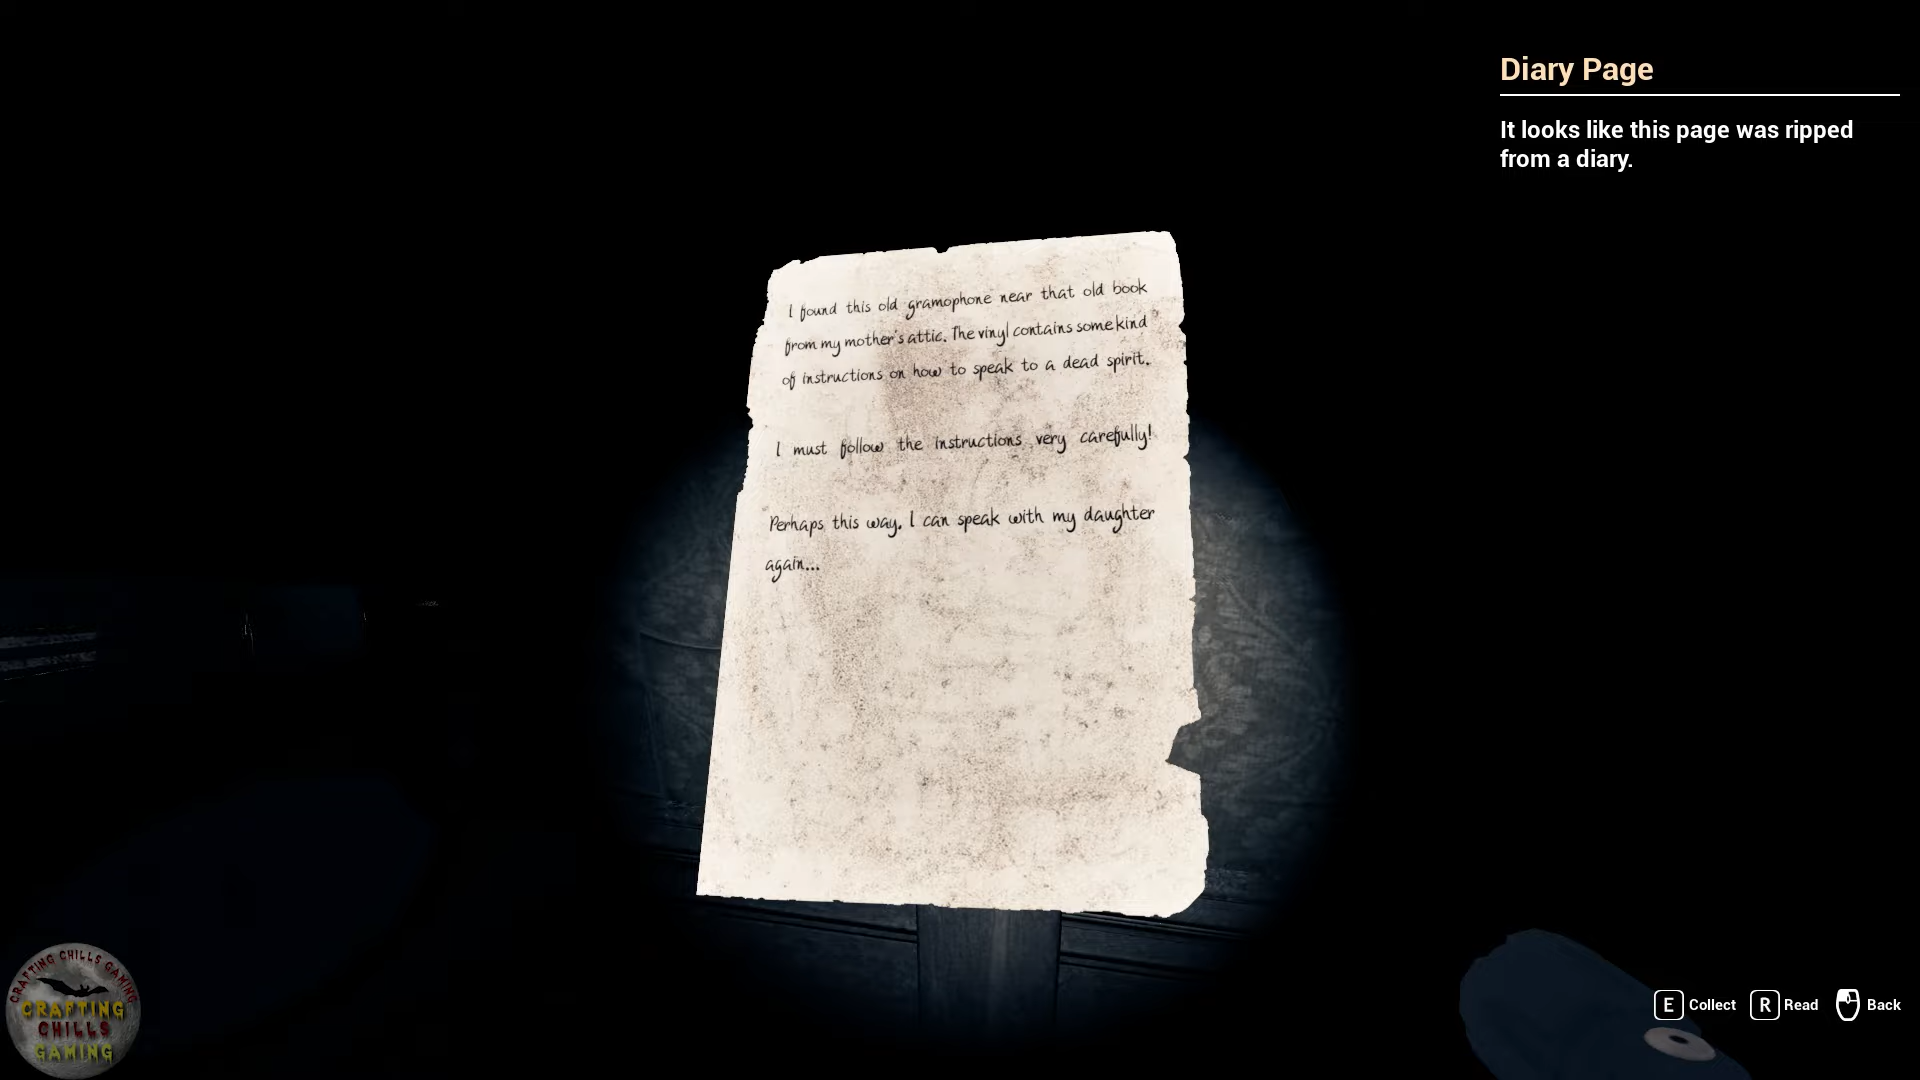 Diary Page
It looks like this page was ripped
from a diary.
I found this old gramophone near that old book
from my mother's attic. The vinyl contains some kind
of instructions on how to speak to a dead spirit.
I must follow the instructions very carefully!
Perhaps this way. I can speak with my daughter
again...
CRAFTING CHILLS GAMING
CRAFTING
CHILLS
GAMING
E Collect R Read Back